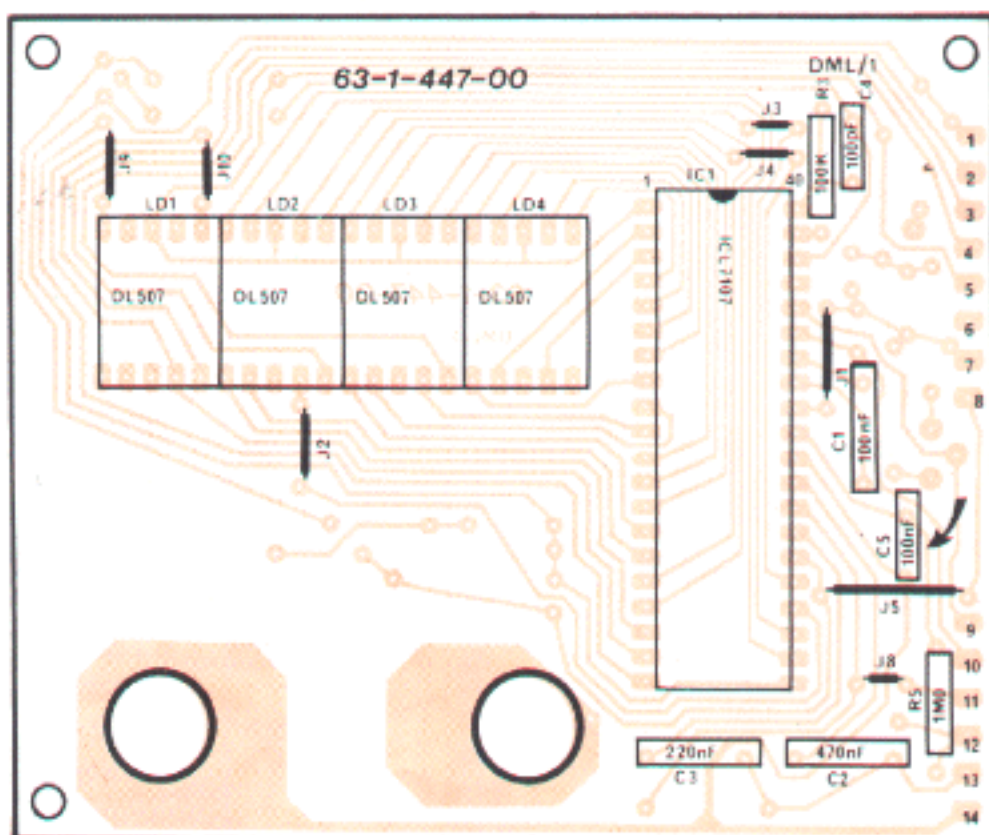 63-1-447-00
DML/1
R3
C4
J3
100K
100pF
J4
J9
J10
1
IC1
40
LD1
LD2
LD3
LD4
DL507
DL507
DL507
DL507
ICL7107
J1
J2
C1
100nF
C5
100nF
J5
J8
R5
1M0
220nF
470nF
C3
C2
1
2
3
4
5
6
7
8
9
10
11
12
13
14